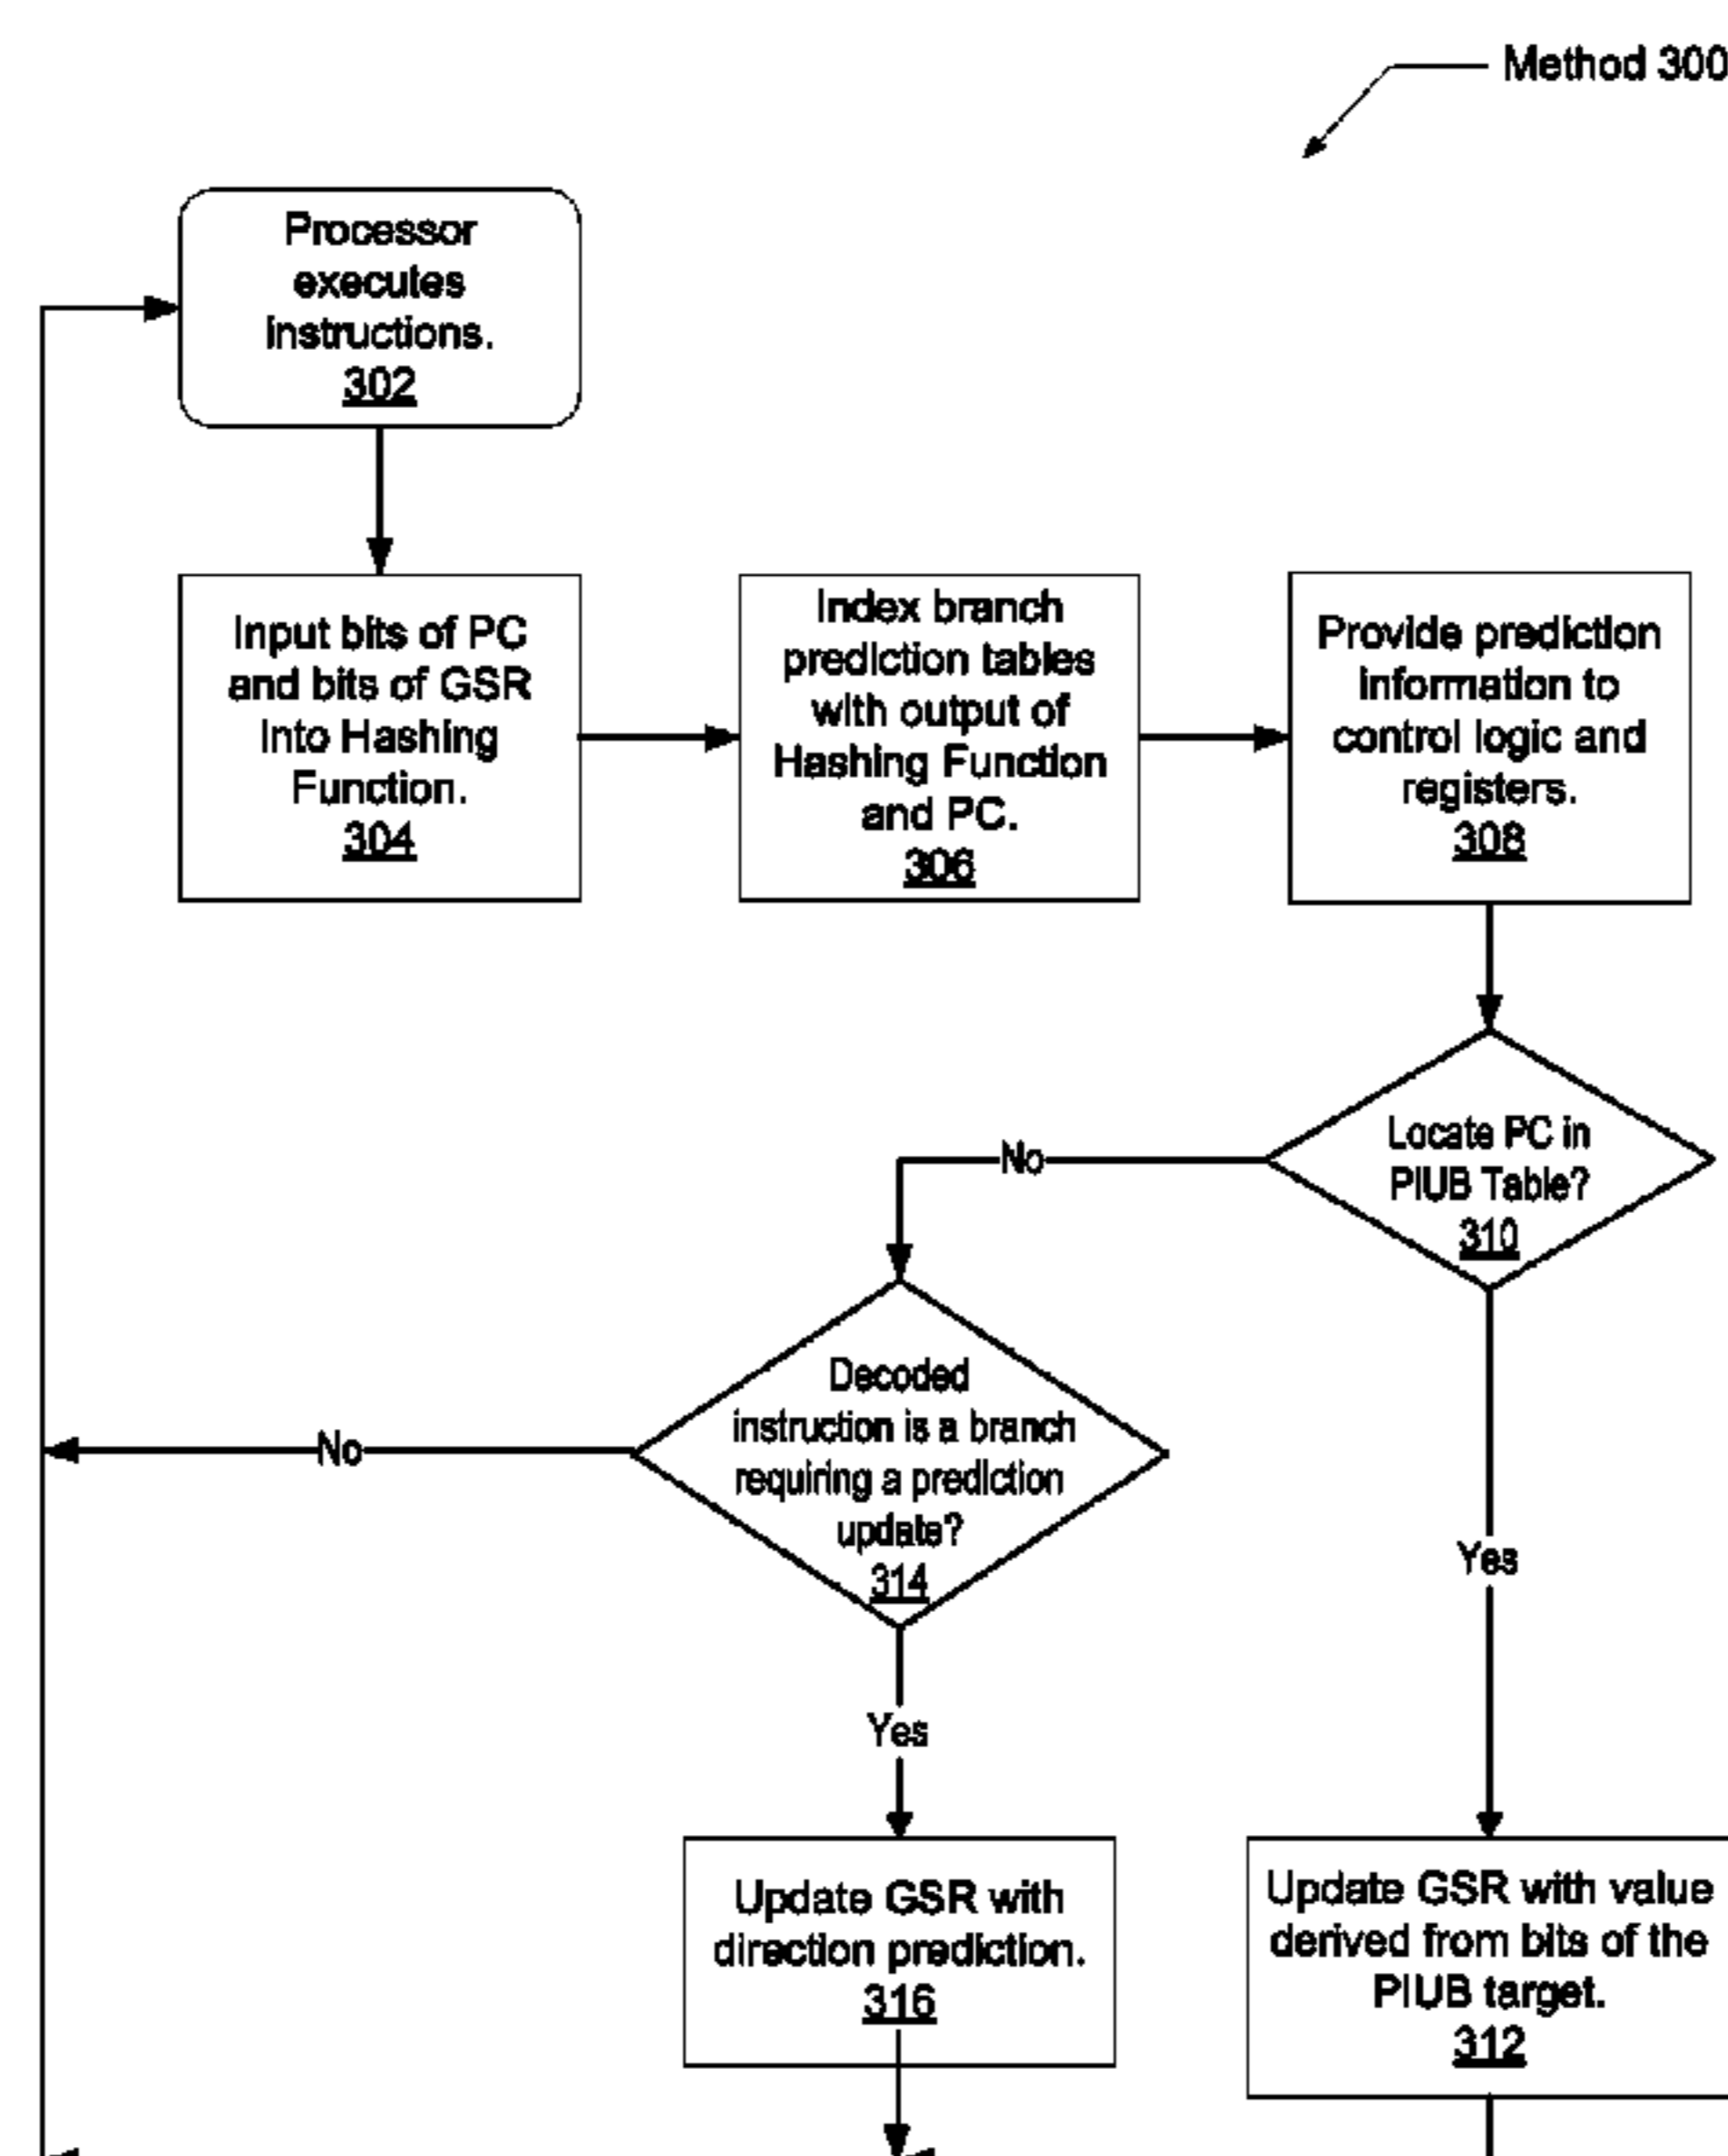 Method 300
Processor
executes
instructions.
302
Input bits of PC
and bits of GSR
into Hashing
Function.
304
Index branch
prediction tables
with output of
Hashing Function
and PC.
306
Provide prediction
information to
control logic and
registers.
308
Locate PC in
PIUB Table?
310
No
Decoded
instruction is a branch
requiring a prediction
update?
314
No
Yes
Yes
Update GSR with
direction prediction.
316
Update GSR with value
derived from bits of the
PIUB target.
312